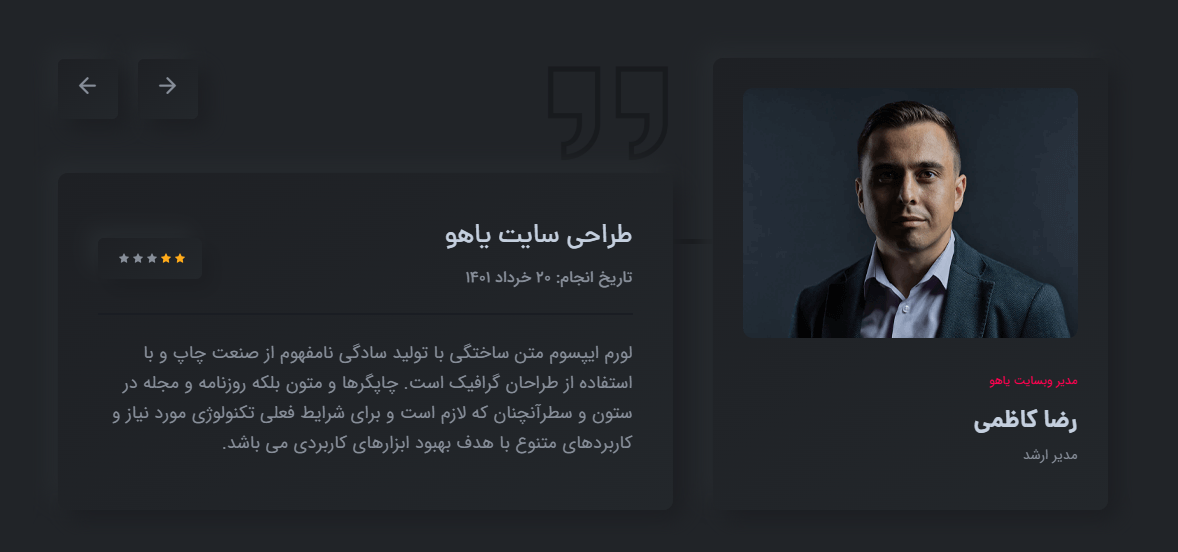 مدیر وبسایت یاهو
رضا کاظمی
مدیر ارشد
طراحی سایت یاهو
تاریخ انجام: ۲۰ خرداد ۱۴۰۱
لورم ایپسوم متن ساختگی با تولید سادگی نامفهوم از صنعت چاپ و با
استفاده از طراحان گرافیک است. چاپگرها و متون بلکه روزنامه و مجله در
ستون و سطرآنچنان که لازم است و برای شرایط فعلی تکنولوژی مورد نیاز و
کاربردهای متنوع با هدف بهبود ابزارهای کاربردی می باشد.